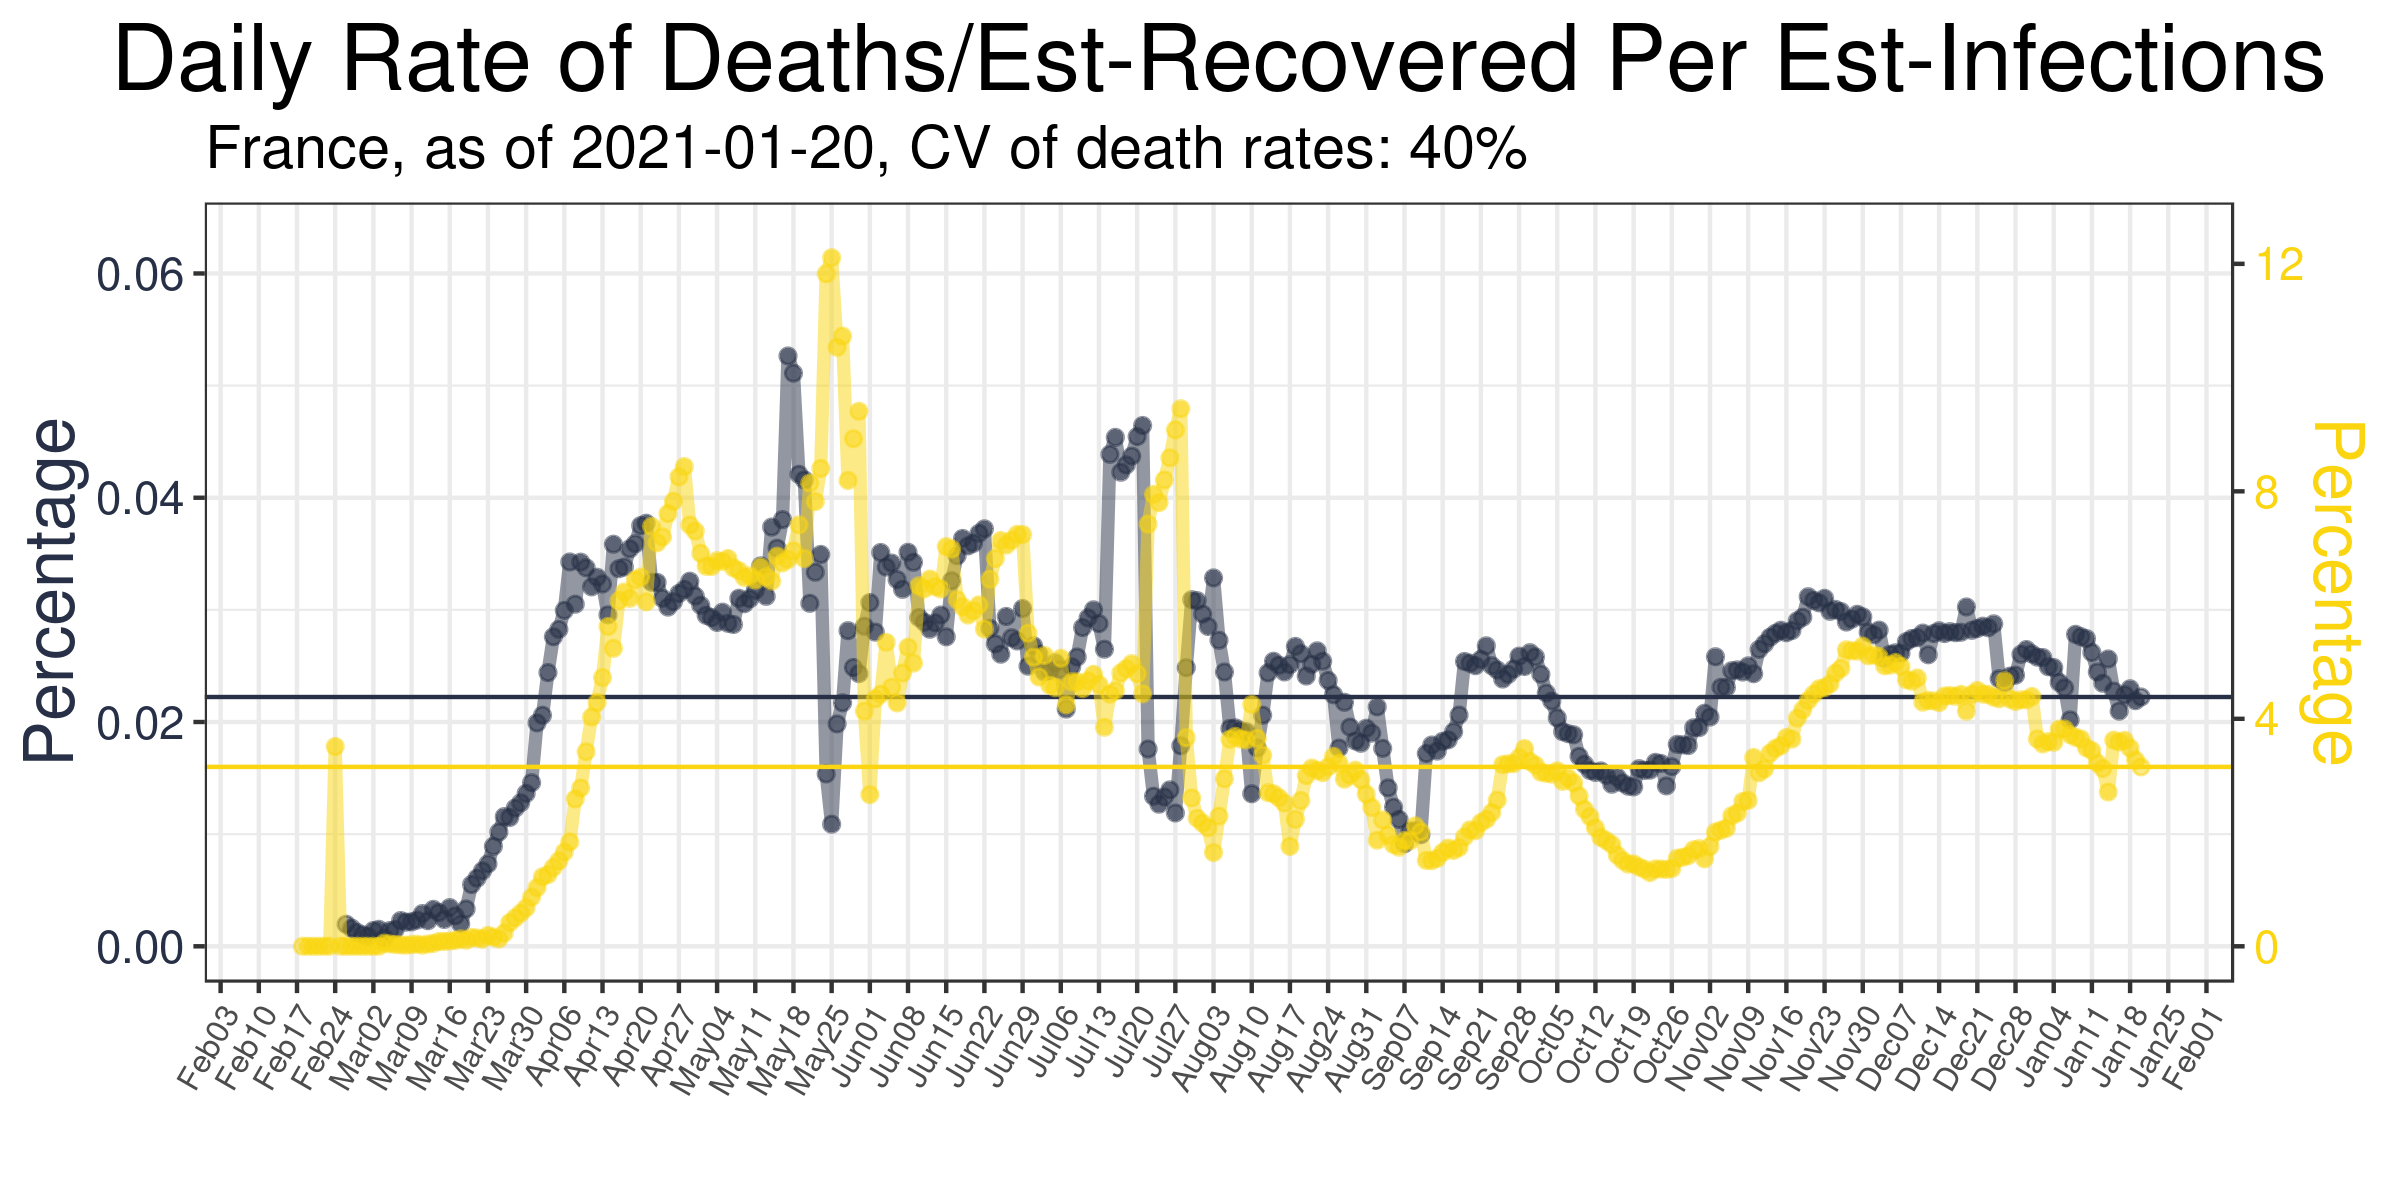 Daily Rate of Deaths/Est-Recovered Per Est-Infections
France, as of 2021-01-20, CV of death rates: 40%
Percentage
0.06
0.04
0.02
0.00
12
8
4
0
Percentage
Feb03
Feb10
Feb17
Feb24
Mar02
Mar09
Mar16
Mar23
Mar30
Apr06
Apr13
Apr20
Apr27
May04
May11
May18
May25
Jun01
Jun08
Jun15
Jun22
Jun29
Jul06
Jul13
Jul20
Jul27
Aug03
Aug10
Aug17
Aug24
Aug31
Sep07
Sep14
Sep21
Sep28
Oct05
Oct12
Oct19
Oct26
Nov02
Nov09
Nov16
Nov23
Nov30
Dec07
Dec14
Dec21
Dec28
Jan04
Jan11
Jan18
Jan25
Feb01